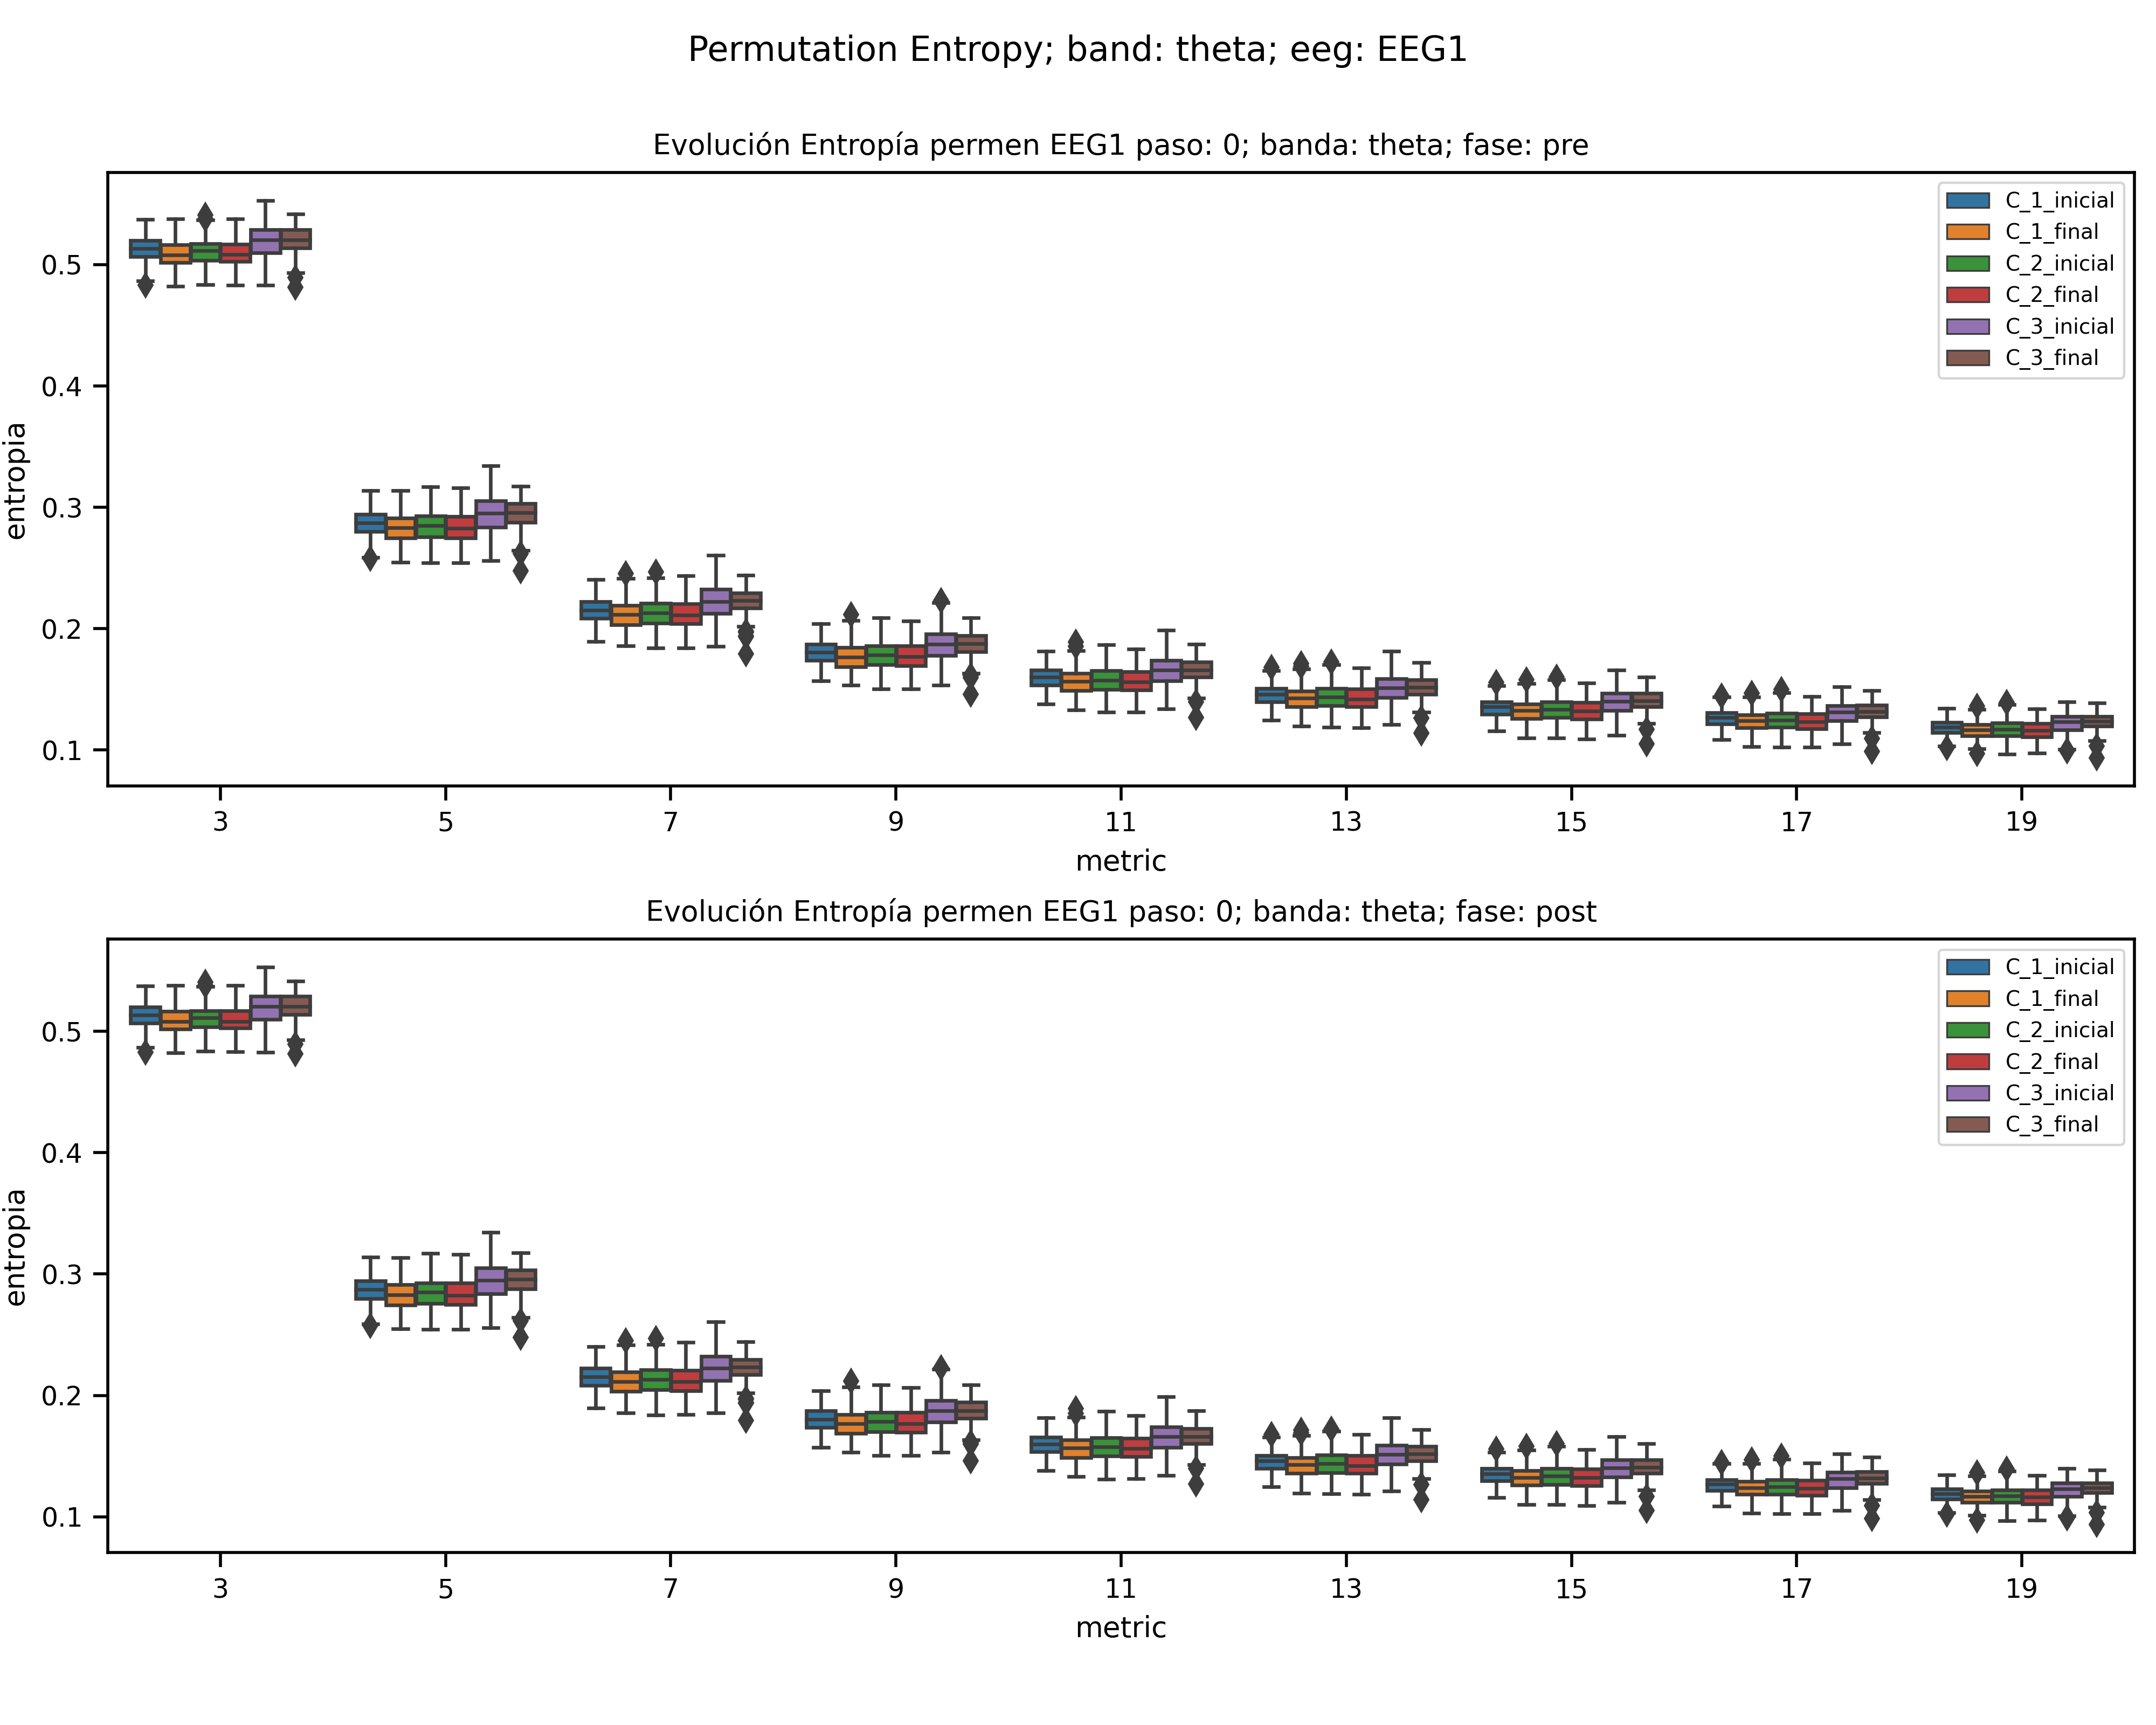 Permutation Entropy; band: theta; eeg: EEG1
Evolución Entropía permen EEG1 paso: 0; banda: theta; fase: pre
C_1_inicial
C_1_final
C_2_inicial
C_2_final
C_3_inicial
C_3_final
0.5
0.4
0.3
0.2
0.1
entropia
3 5 7 9 11 13 15 17 19
metric
Evolución Entropía permen EEG1 paso: 0; banda: theta; fase: post
C_1_inicial
C_1_final
C_2_inicial
C_2_final
C_3_inicial
C_3_final
0.5
0.4
0.3
0.2
0.1
entropia
3 5 7 9 11 13 15 17 19
metric